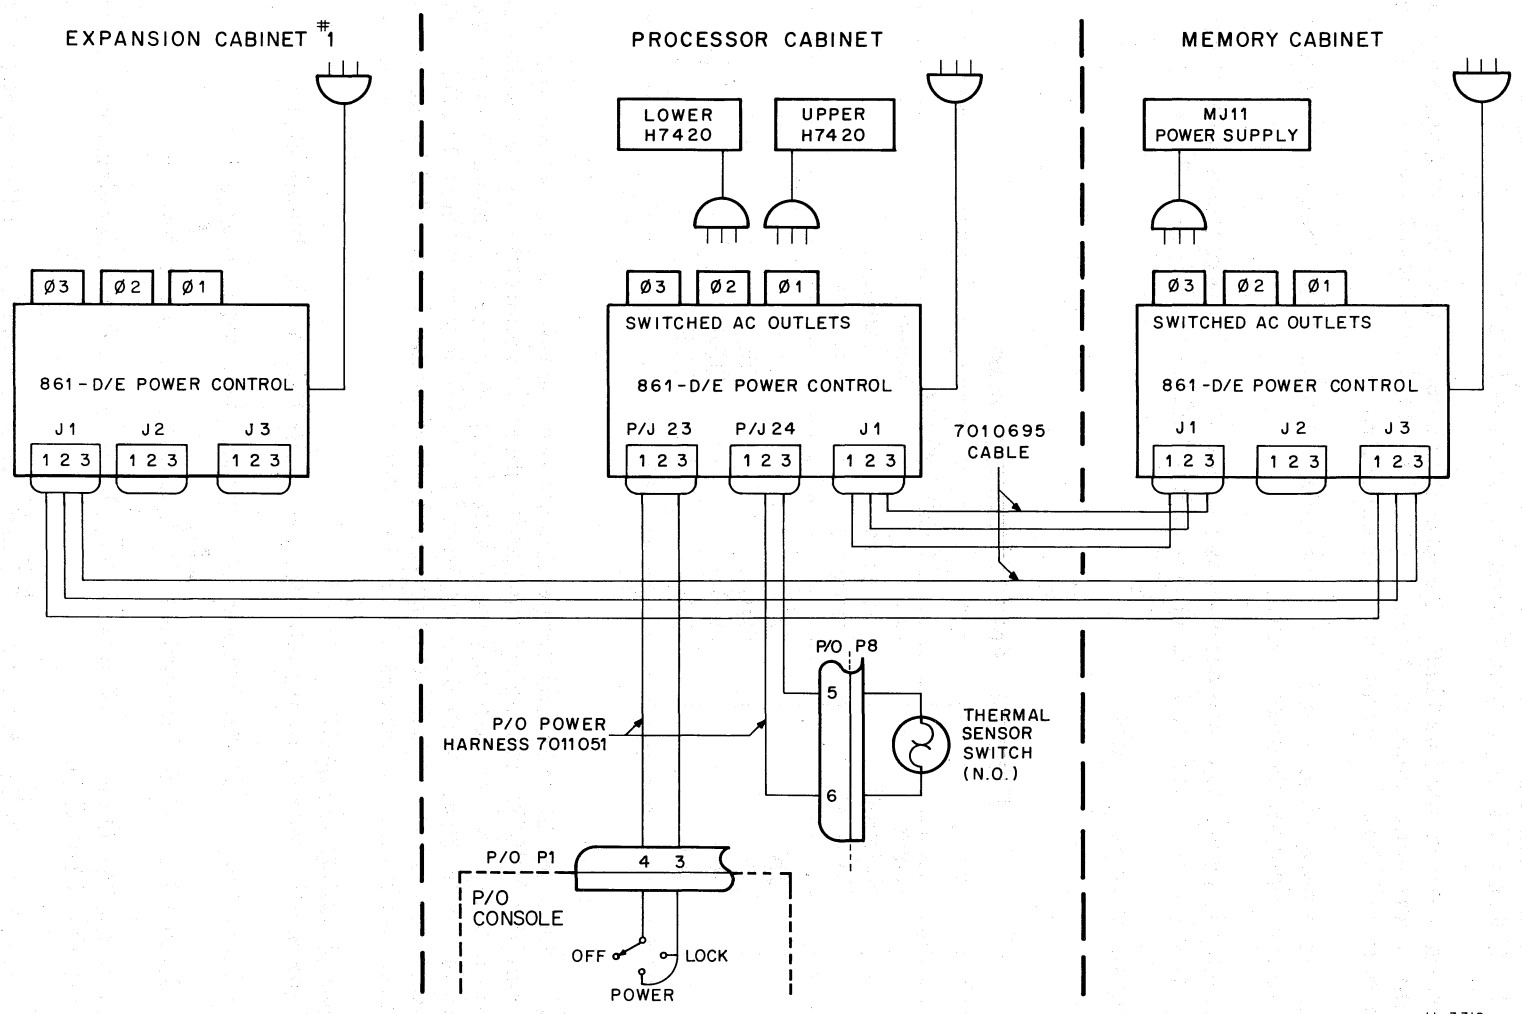 EXPANSION CABINET #1
PROCESSOR CABINET
MEMORY CABINET
LOWER
H7420
UPPER
H7420
MJ11
POWER SUPPLY
Ø3 Ø2 Ø1
861-D/E POWER CONTROL
J1 J2 J3
1 2 3 1 2 3 1 2 3
Ø3 Ø2 Ø1
SWITCHED AC OUTLETS
861-D/E POWER CONTROL
P/J 23 P/J 24 J1
1 2 3 1 2 3 1 2 3
7010695
CABLE
Ø3 Ø2 Ø1
SWITCHED AC OUTLETS
861-D/E POWER CONTROL
J1 J2 J3
1 2 3 1 2 3 1 2 3
P/O P8
5
6
THERMAL
SENSOR
SWITCH
(N.O.)
P/O POWER
HARNESS 7011051
P/O P1
4 3
P/O
CONSOLE
OFF
LOCK
POWER